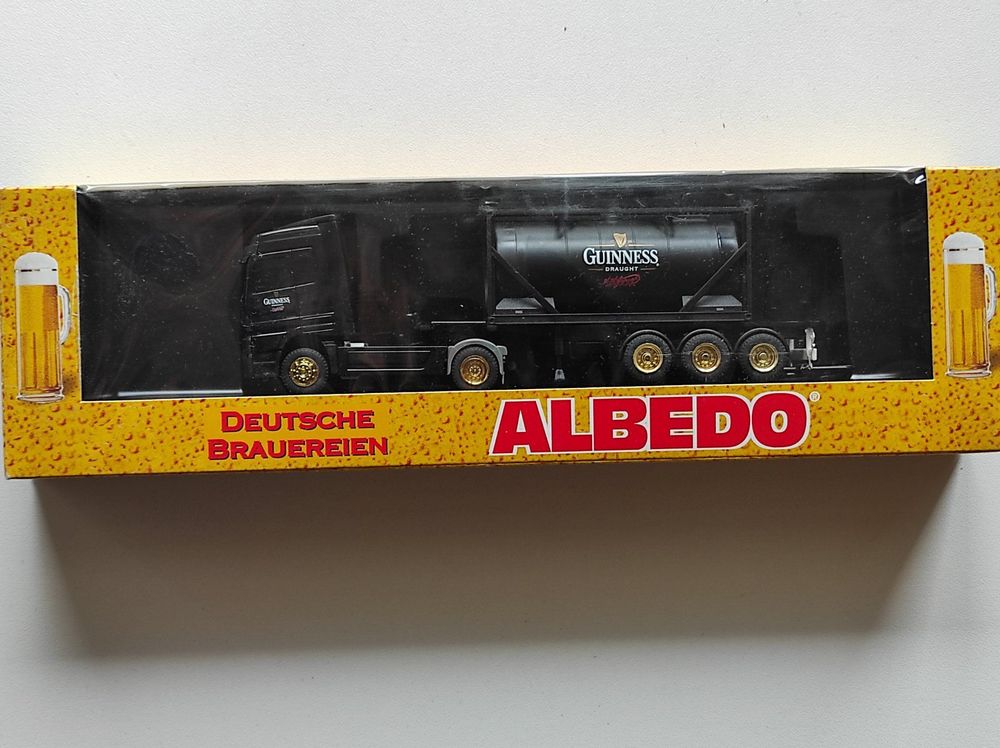 GUINNESS
DRAUGHT
GUINNESS
DEUTSCHE
BRAUEREIEN
ALBEDO®